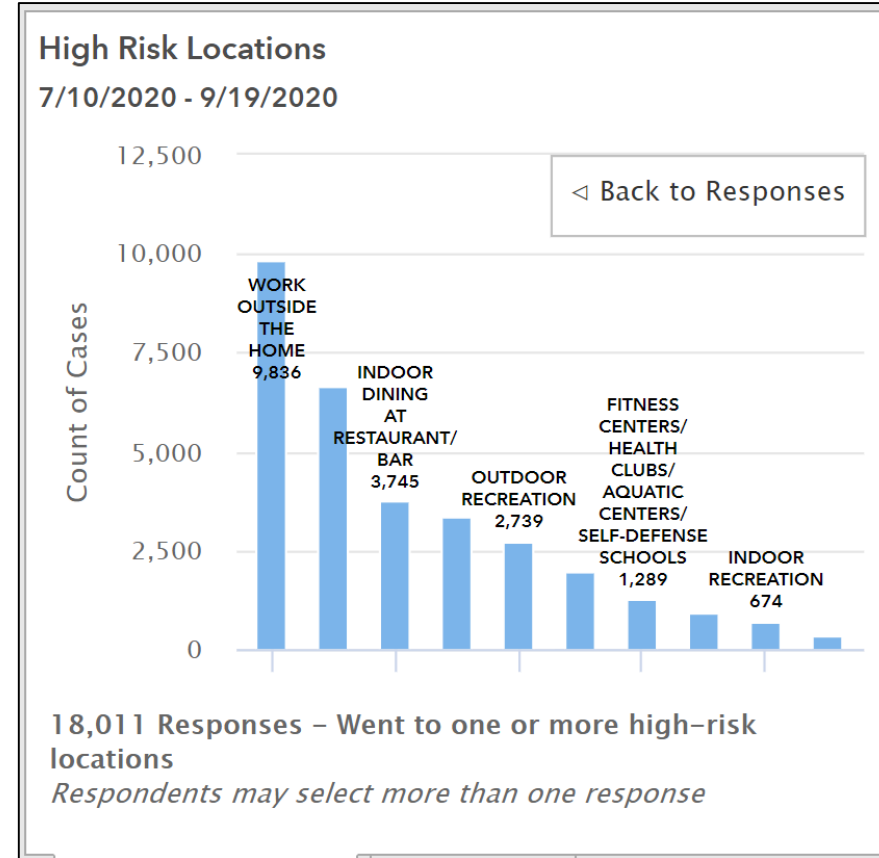 High Risk Locations
7/10/2020 - 9/19/2020
12,500
◁ Back to Responses
10,000
7,500
5,000
2,500
0
Count of Cases
WORK
OUTSIDE
THE
HOME
9,836
INDOOR
DINING
AT
RESTAURANT/
BAR
3,745
OUTDOOR
RECREATION
2,739
FITNESS
CENTERS/
HEALTH
CLUBS/
AQUATIC
CENTERS/
SELF-DEFENSE
SCHOOLS
1,289
INDOOR
RECREATION
674
18,011 Responses – Went to one or more high-risk
locations
Respondents may select more than one response